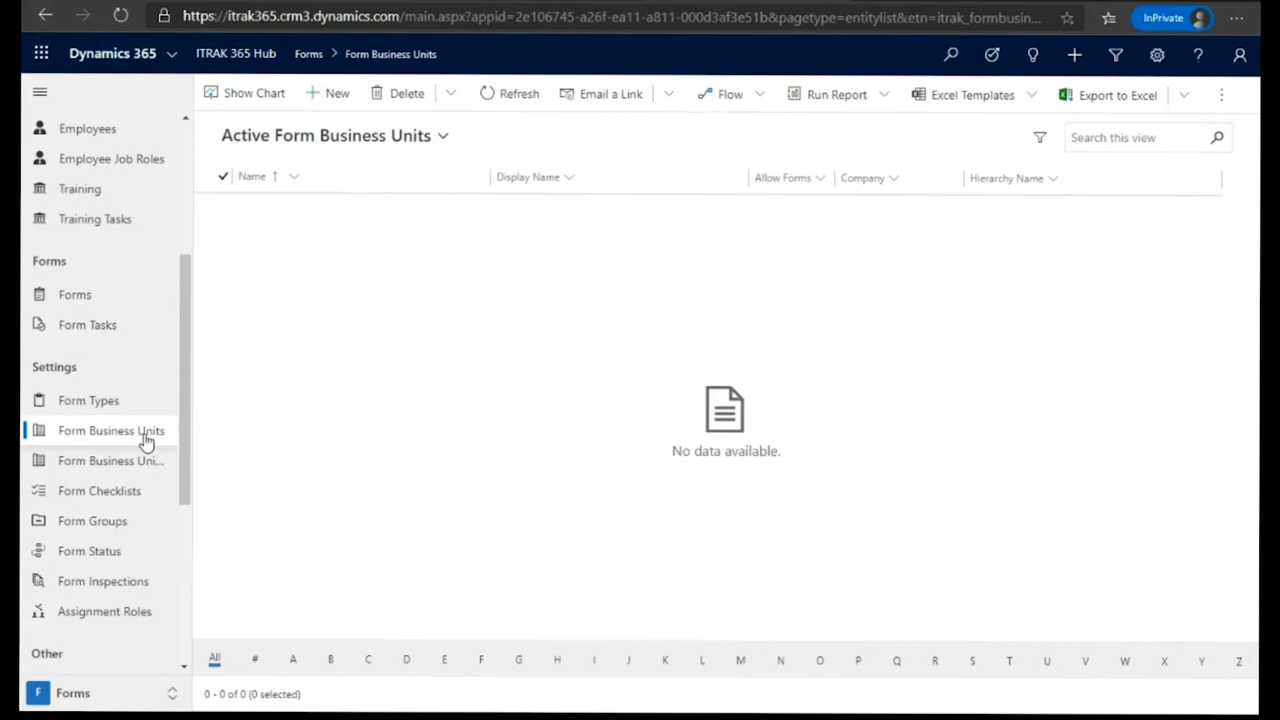 https://itrak365.crm3.dynamics.com/main.aspx?appid=2e106745-a26f-ea11-a811-000d3af3e51b&pagetype=entitylist&etn=itrak_formbusin...
InPrivate
Dynamics 365
ITRAK 365 Hub
Forms > Form Business Units
Show Chart
New
Delete
Refresh
Email a Link
Flow
Run Report
Excel Templates
Export to Excel
Employees
Employee Job Roles
Training
Training Tasks
Forms
Forms
Form Tasks
Settings
Form Types
Form Business Units
Form Business Uni...
Form Checklists
Form Groups
Form Status
Form Inspections
Assignment Roles
Other
F Forms
Active Form Business Units
Search this view
Name
Display Name
Allow Forms
Company
Hierarchy Name
No data available.
All # A B C D E F G H I J K L M N O P Q R S T U V W X Y Z
0 - 0 of 0 (0 selected)